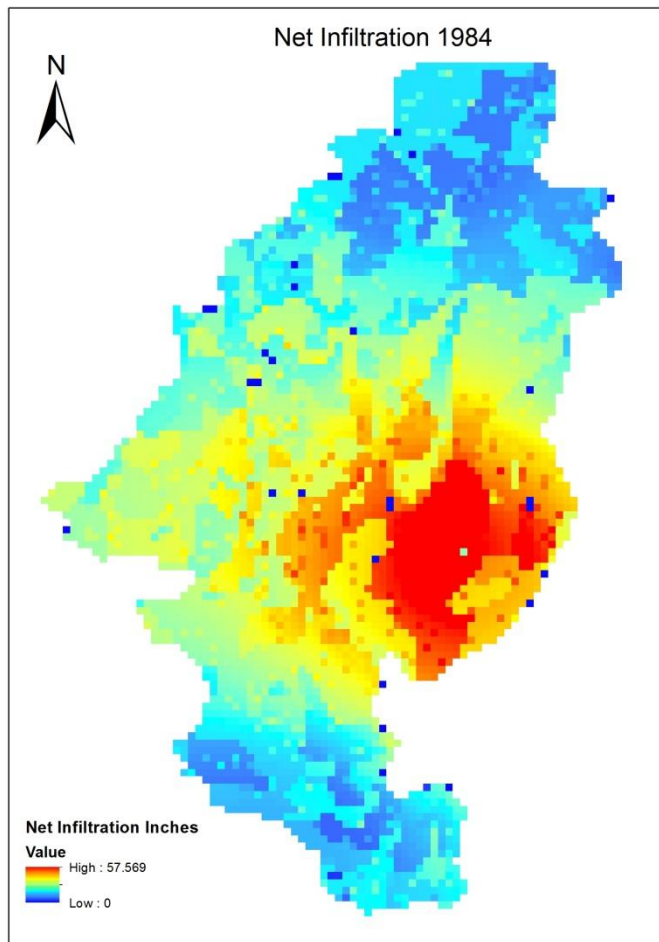 Net Infiltration 1984
N
Net Infiltration Inches
Value
High : 57.569
Low : 0